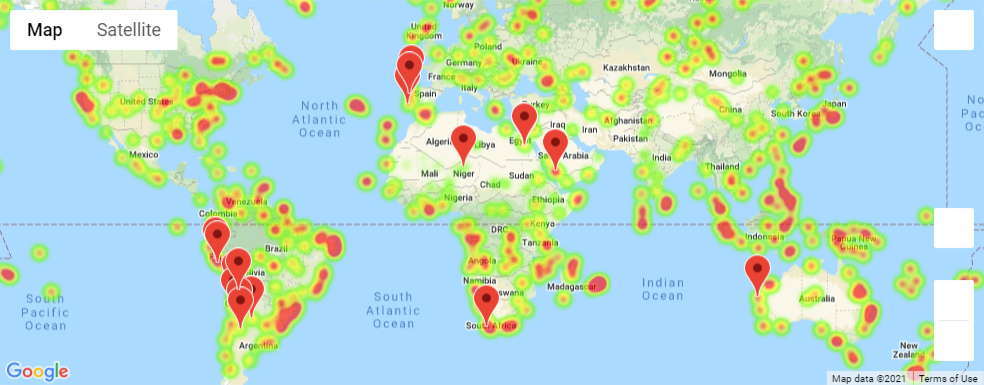 Map
Satellite
Norway
United
Kingdom
Poland
Germany
Ukraine
France
Kazakhstan
Mongolia
Italy
Spain
United States
North
Atlantic
Ocean
Turkey
China
Japan
South Korea
Iraq
Iran
Afghanistan
Pakistan
Algeria
Libya
Egypt
Saudi Arabia
Mexico
India
Thailand
Mali
Niger
Chad
Sudan
Nigeria
Ethiopia
Venezuela
Colombia
Kenya
DRC
Indonesia
Papua New
Guinea
Brazil
Tanzania
Angola
Bolivia
Namibia
Botswana
Madagascar
Indian
Ocean
South
Pacific
Ocean
South
Atlantic
Ocean
Australia
South Africa
Argentina
New
Zealand
Google
Map data ©2021
Terms of Use